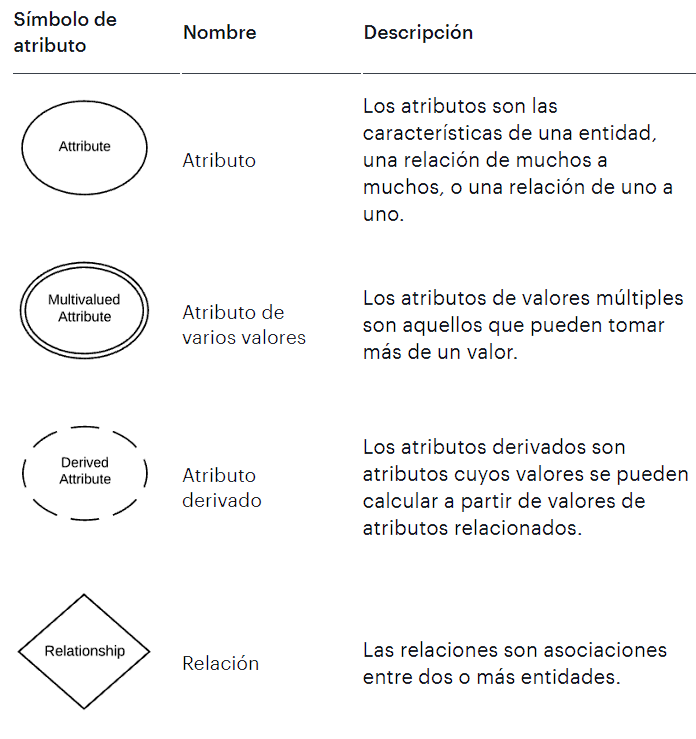 Símbolo de
atributo
Nombre
Descripción
Attribute
Atributo
Los atributos son las
características de una entidad,
una relación de muchos a
muchos, o una relación de uno a
uno.
Multivalued
Attribute
Atributo de
varios valores
Los atributos de valores múltiples
son aquellos que pueden tomar
más de un valor.
Derived
Attribute
Atributo
derivado
Los atributos derivados son
atributos cuyos valores se pueden
calcular a partir de valores de
atributos relacionados.
Relationship
Relación
Las relaciones son asociaciones
entre dos o más entidades.